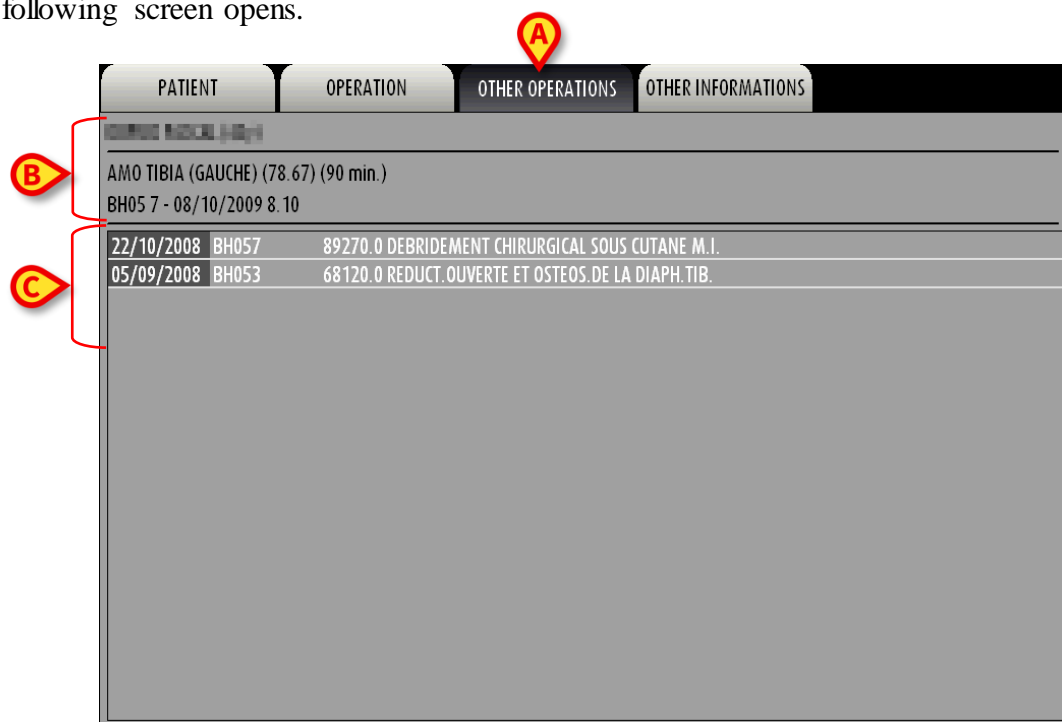 following screen opens.
A
PATIENT OPERATION OTHER OPERATIONS OTHER INFORMATIONS
B
AMO TIBIA (GAUCHE) (78.67) (90 min.)
BH05 7 - 08/10/2009 8.10
C
22/10/2008 BH057 89270.0 DEBRIDEMENT CHIRURGICAL SOUS CUTANE M.I.
05/09/2008 BH053 68120.0 REDUCT.OUVERTE ET OSTEOS.DE LA DIAPH.TIB.